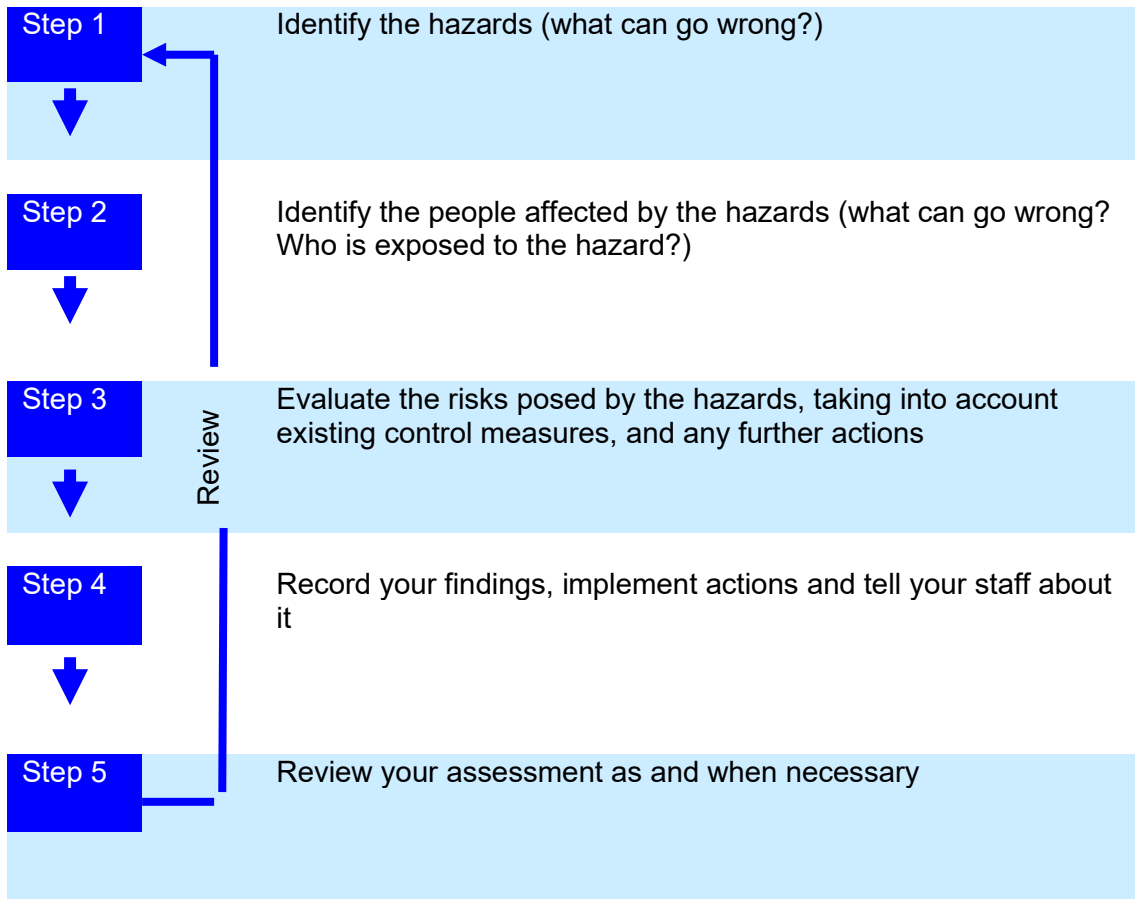 Step 1
Identify the hazards (what can go wrong?)
Step 2
Identify the people affected by the hazards (what can go wrong?
Who is exposed to the hazard?)
Step 3
Evaluate the risks posed by the hazards, taking into account
existing control measures, and any further actions
Review
Step 4
Record your findings, implement actions and tell your staff about
it
Step 5
Review your assessment as and when necessary